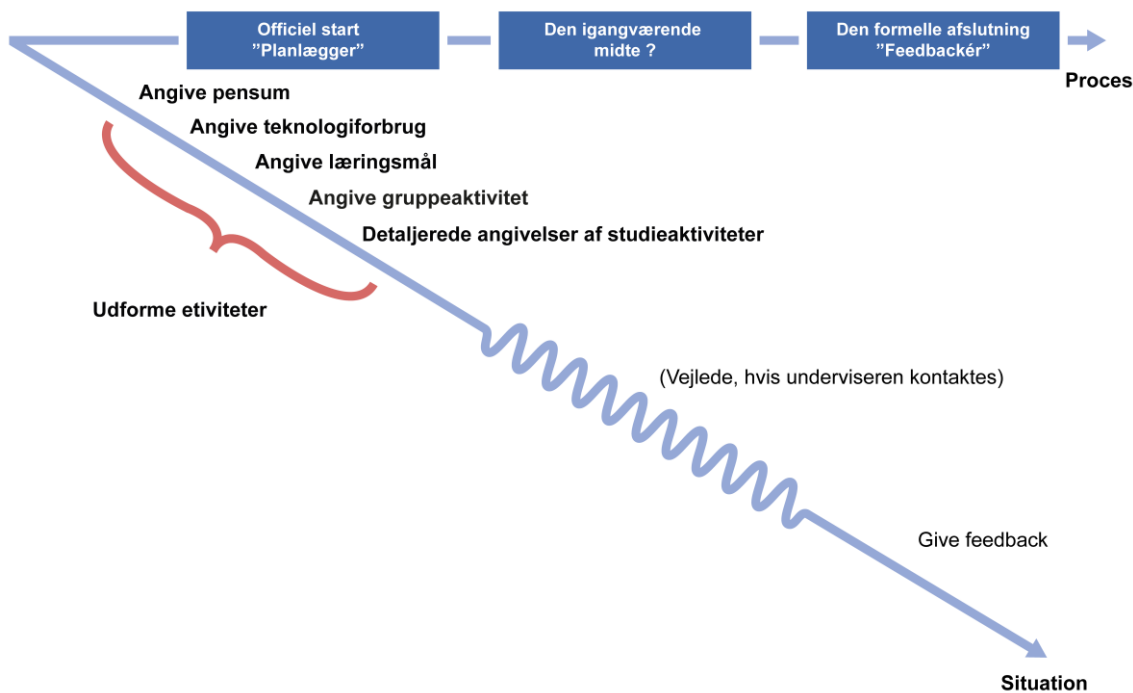 Officiel start
”Planlægger”
Den igangværende
midte ?
Den formelle afslutning
”Feedbackér”
Proces
Angive pensum
Angive teknologiforbrug
Angive læringsmål
Angive gruppeaktivitet
Detaljerede angivelser af studieaktiviteter
Udforme etiviteter
(Vejlede, hvis underviseren kontaktes)
Give feedback
Situation